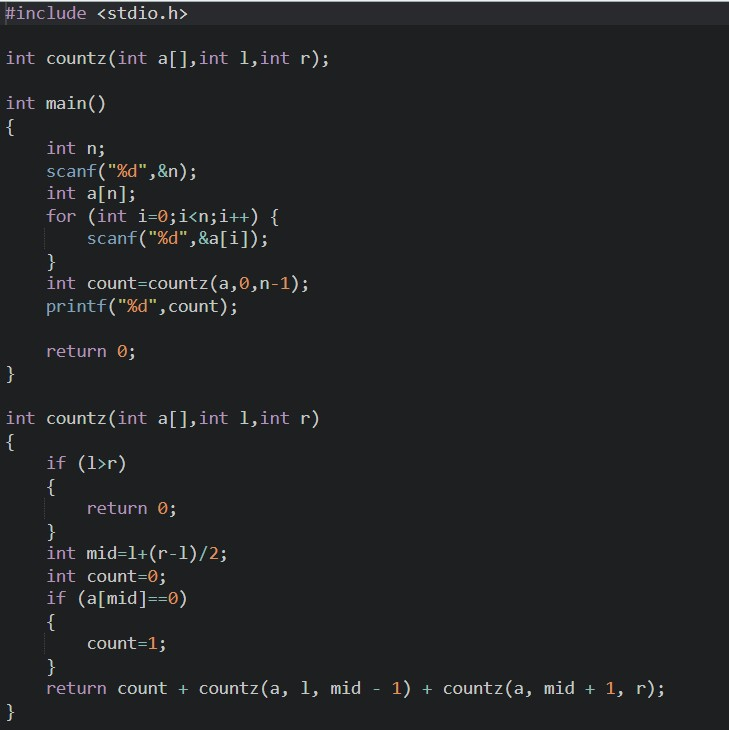 #include <stdio.h>

int countz(int a[],int l,int r);

int main()
{
    int n;
    scanf("%d",&n);
    int a[n];
    for (int i=0;i<n;i++) {
        scanf("%d",&a[i]);
    }
    int count=countz(a,0,n-1);
    printf("%d",count);

    return 0;
}

int countz(int a[],int l,int r)
{
    if (l>r)
    {
        return 0;
    }
    int mid=l+(r-l)/2;
    int count=0;
    if (a[mid]==0)
    {
        count=1;
    }
    return count + countz(a, l, mid - 1) + countz(a, mid + 1, r);
}